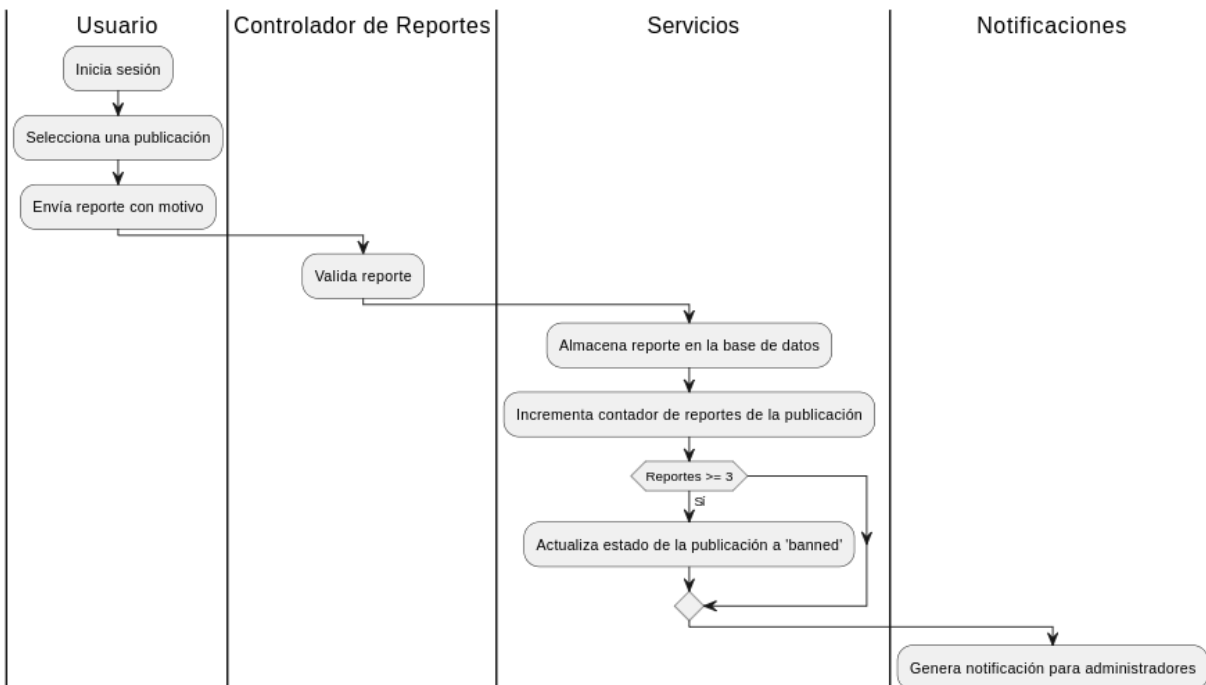 Usuario
Controlador de Reportes
Servicios
Notificaciones
Inicia sesión
Selecciona una publicación
Envía reporte con motivo
Valida reporte
Almacena reporte en la base de datos
Incrementa contador de reportes de la publicación
Reportes >= 3
Sí
Actualiza estado de la publicación a 'banned'
Genera notificación para administradores